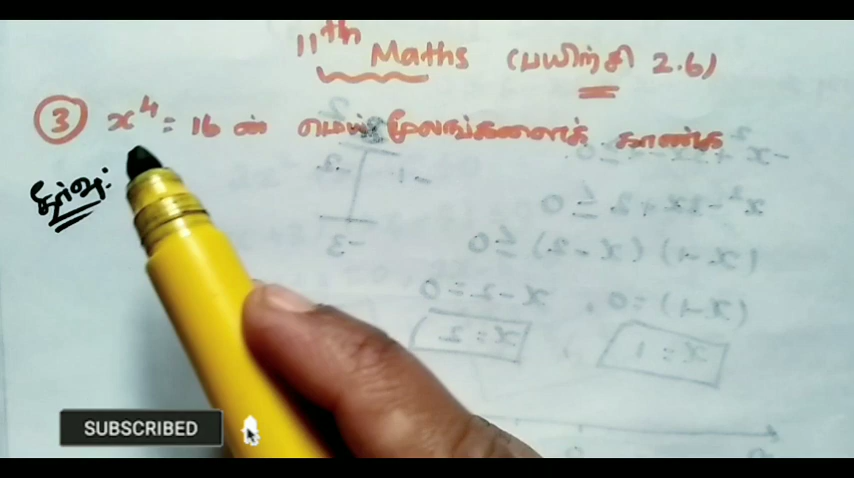 11th Maths (பயிற்சி 2.6)
③ x⁴ = 16 ன் மெய் மூலங்களைக் காண்க
தீர்வு:
SUBSCRIBED